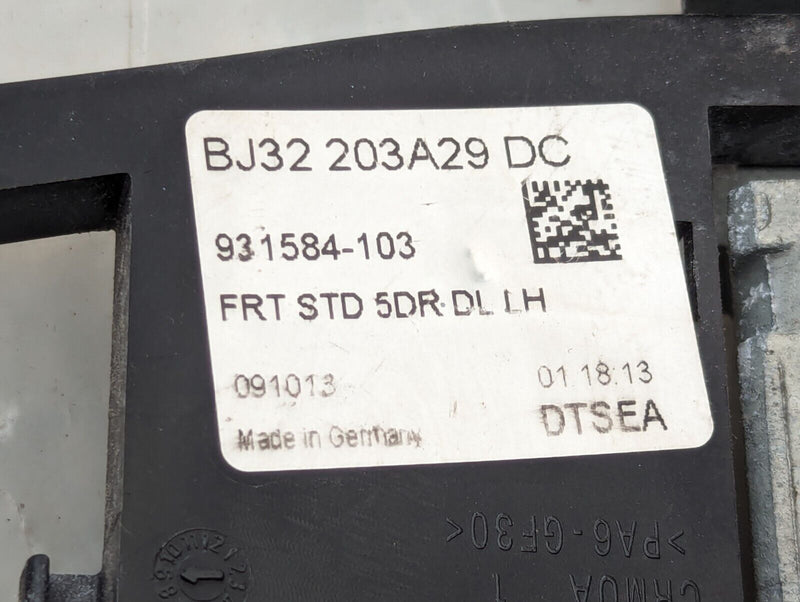 BJ32 203A29 DC
931584-103
FRT STD 5DR DL LH
091013 01.18.13
Made in Germany DTSEA
>PA6-GF30<
1